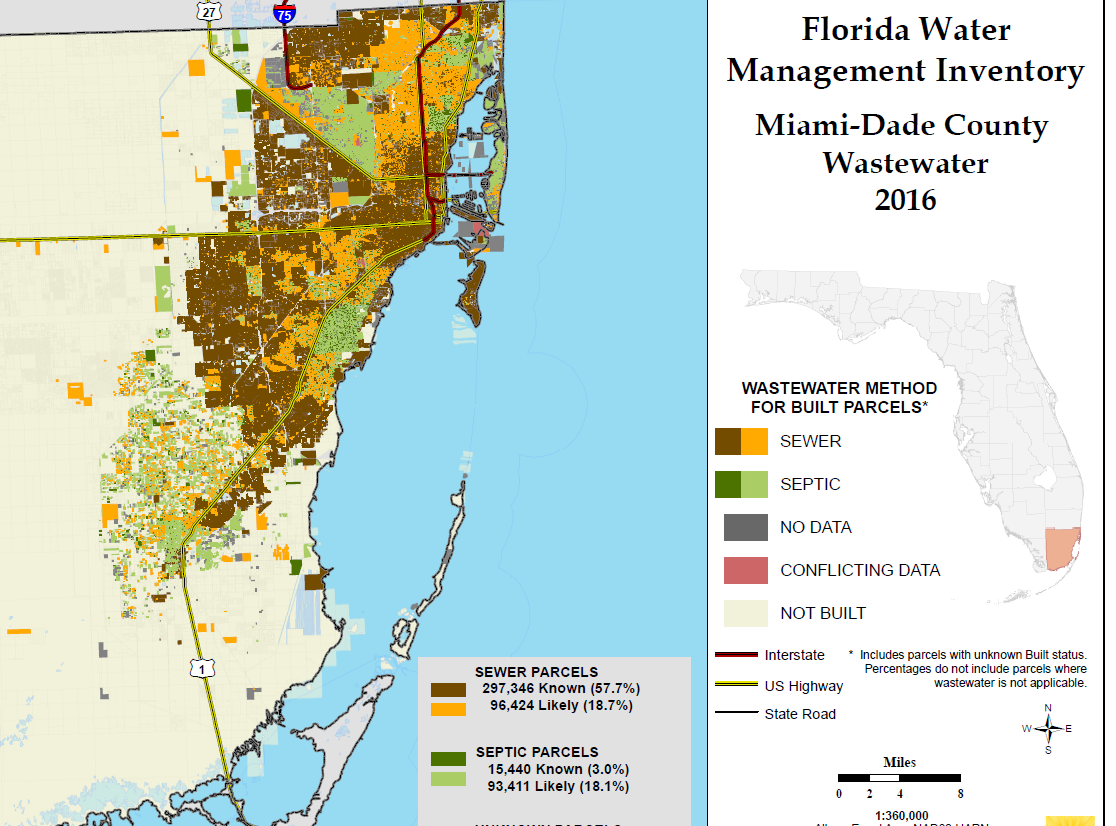 27
75
Florida Water
Management Inventory
Miami-Dade County
Wastewater
2016
WASTEWATER METHOD
FOR BUILT PARCELS*
SEWER
SEPTIC
NO DATA
CONFLICTING DATA
NOT BUILT
Interstate
US Highway
State Road
* Includes parcels with unknown Built status.
Percentages do not include parcels where
wastewater is not applicable.
N
W E
S
Miles
0 2 4 8
1:360,000
1
SEWER PARCELS
297,346 Known (57.7%)
96,424 Likely (18.7%)
SEPTIC PARCELS
15,440 Known (3.0%)
93,411 Likely (18.1%)